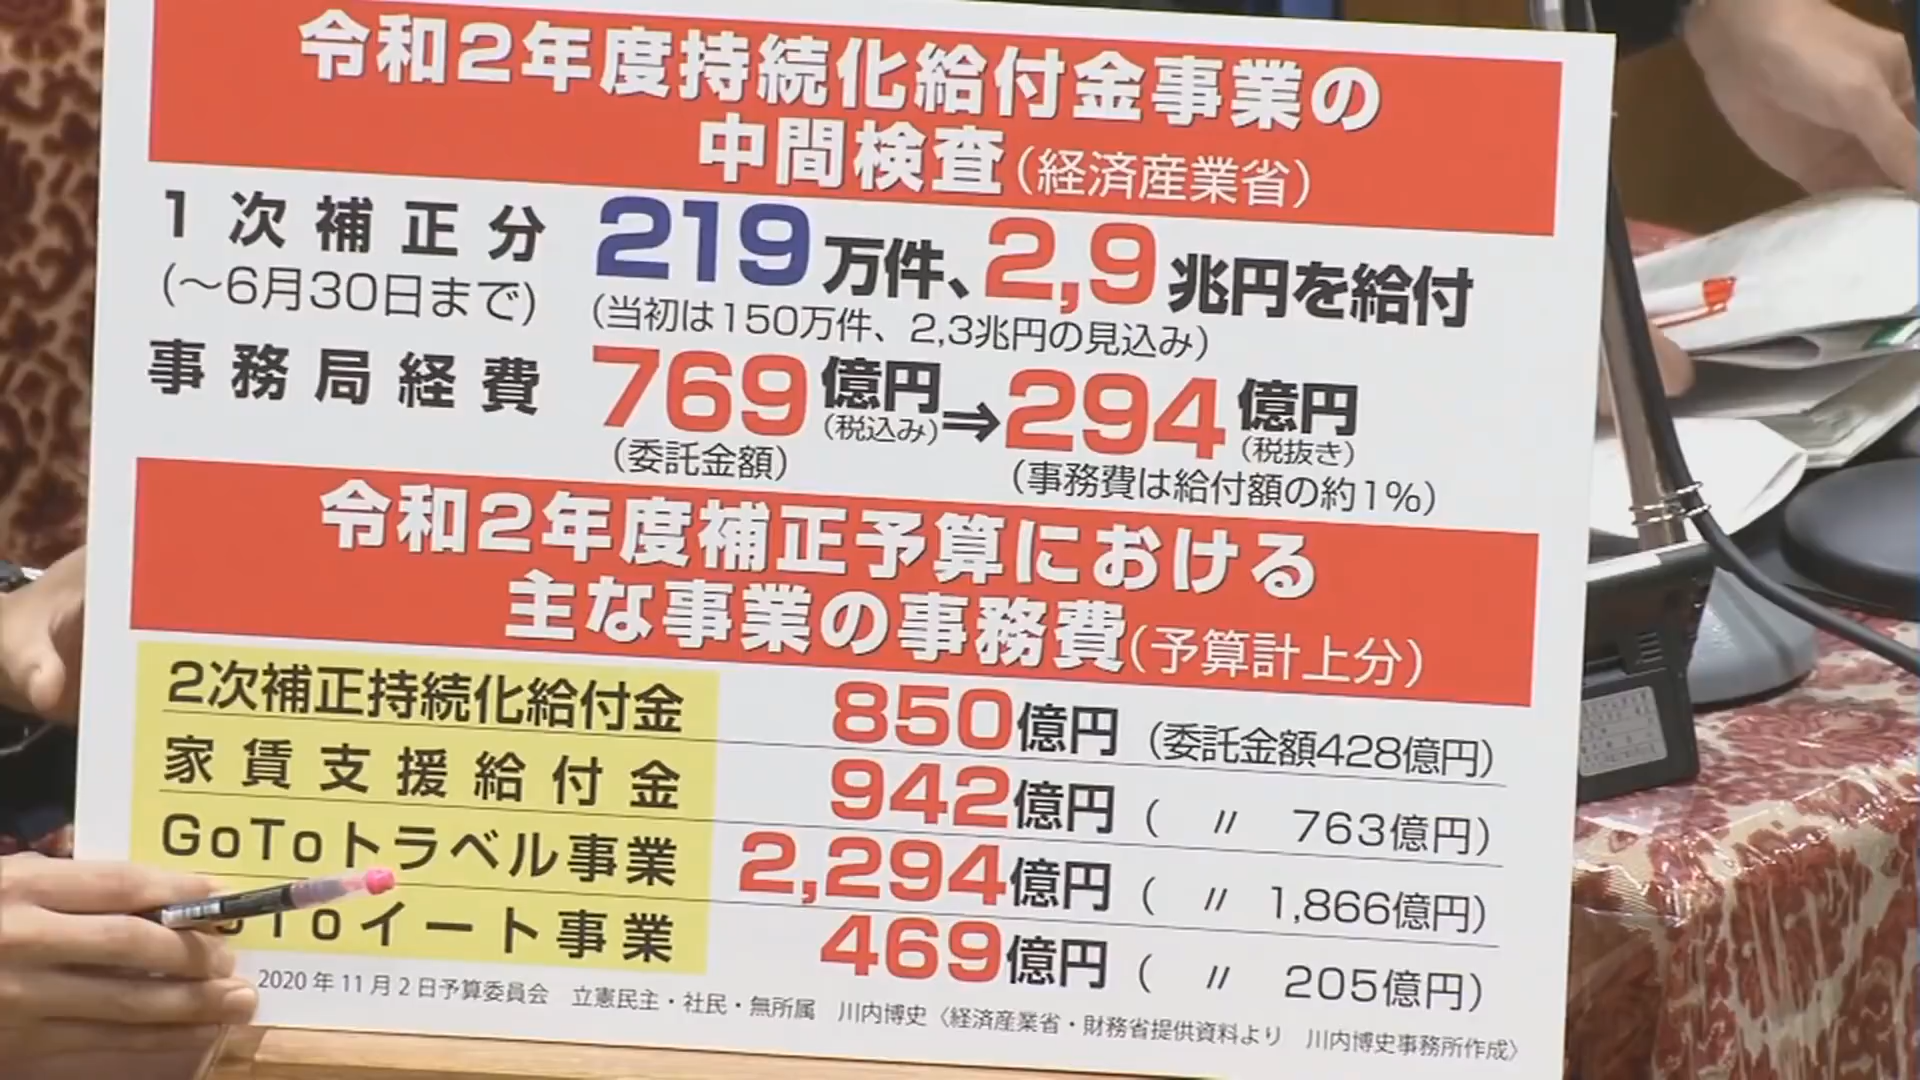 令和2年度持続化給付金事業の
中間検査（経済産業省）
1次補正分 219万件、2,9兆円を給付
(～6月30日まで) (当初は150万件、2,3兆円の見込み)
事務局経費 769億円(税込み)⇒294億円(税抜き)
(委託金額) (事務費は給付額の約1%)
令和2年度補正予算における
主な事業の事務費(予算計上分)
2次補正持続化給付金 850億円 (委託金額428億円)
家賃支援給付金 942億円 ( 〃 763億円)
GoToトラベル事業 2,294億円 ( 〃 1,866億円)
oToイート事業 469億円 ( 〃 205億円)
2020年11月2日予算委員会 立憲民主・社民・無所属 川内博史〈経済産業省・財務省提供資料より 川内博史事務所作成〉